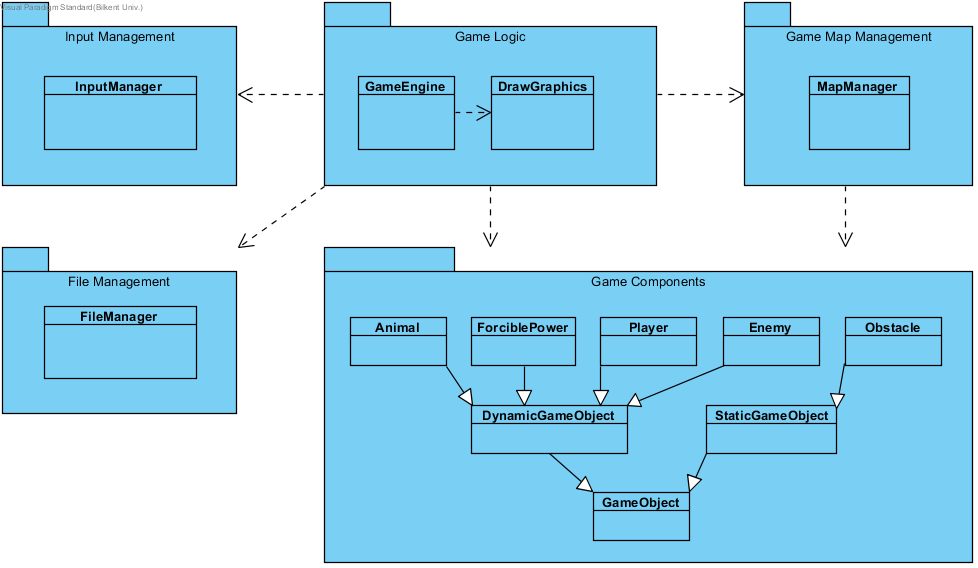 Visual Paradigm Standard(Bilkent Univ.)
Input Management
Game Logic
Game Map Management
InputManager
GameEngine
DrawGraphics
MapManager
File Management
Game Components
FileManager
Animal
ForciblePower
Player
Enemy
Obstacle
DynamicGameObject
StaticGameObject
GameObject